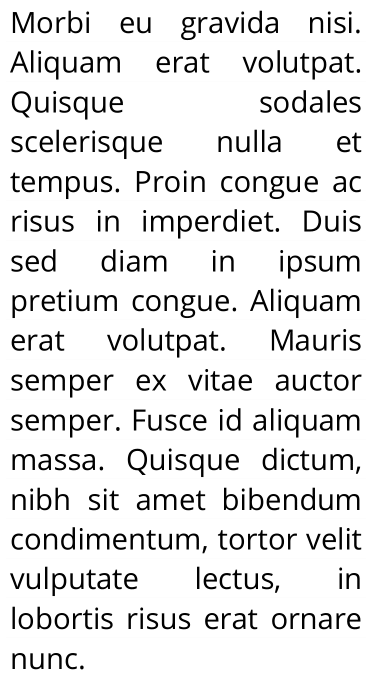 Morbi eu gravida nisi.
Aliquam erat volutpat.
Quisque sodales
scelerisque nulla et
tempus. Proin congue ac
risus in imperdiet. Duis
sed diam in ipsum
pretium congue. Aliquam
erat volutpat. Mauris
semper ex vitae auctor
semper. Fusce id aliquam
massa. Quisque dictum,
nibh sit amet bibendum
condimentum, tortor velit
vulputate lectus, in
lobortis risus erat ornare
nunc.